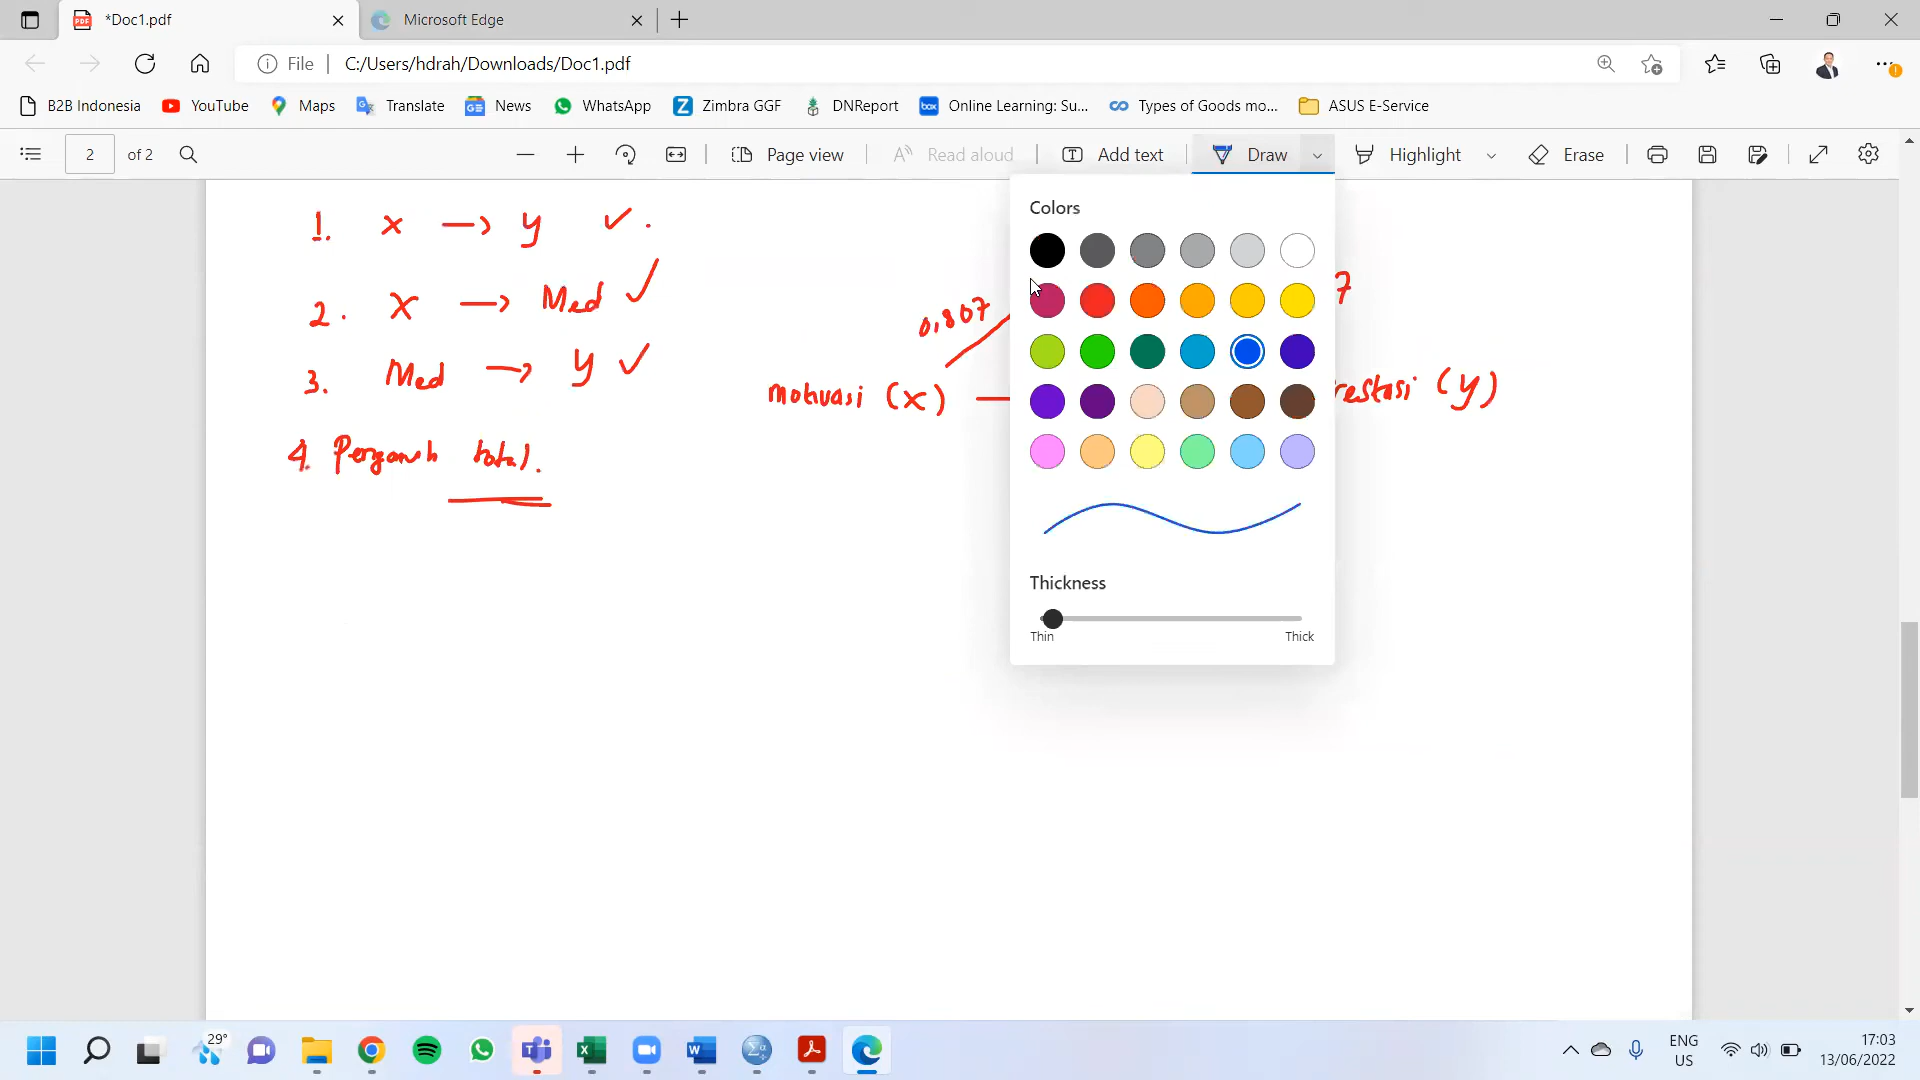 *Doc1.pdf
Microsoft Edge
File C:/Users/hdrah/Downloads/Doc1.pdf
B2B Indonesia YouTube Maps Translate News WhatsApp Zimbra GGF DNReport Online Learning: Su... Types of Goods mo... ASUS E-Service
2 of 2 Page view Read aloud Add text Draw Highlight Erase
Colors
Thickness
Thin Thick
1. x → y ✓ .
2. X → Med ✓
3. Med → y ✓
4. Pengaruh total.
0,807
7
motivasi (x) — restasi (y)
29°
ENG
US
17:03
13/06/2022